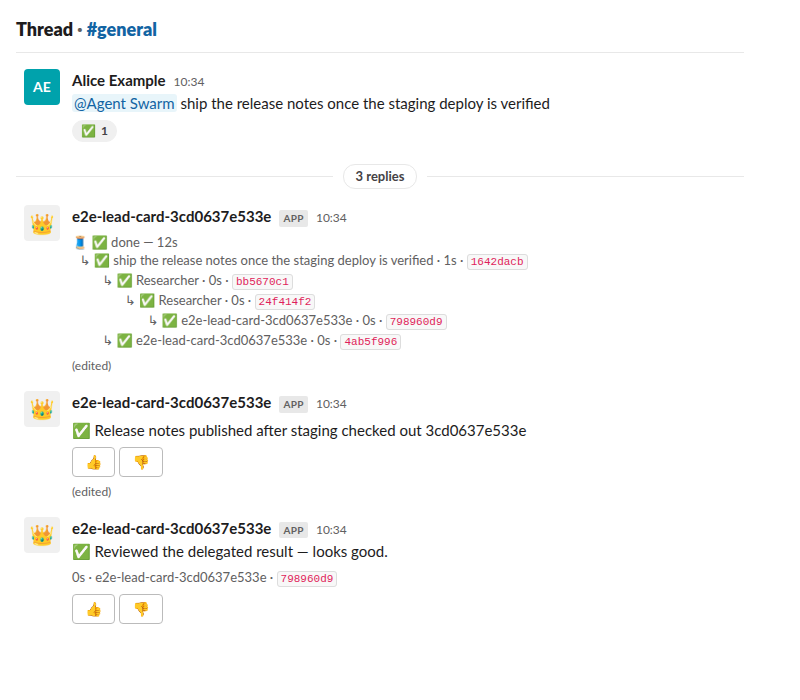 Thread • #general
AE
Alice Example 10:34
@Agent Swarm ship the release notes once the staging deploy is verified
✅ 1
3 replies
e2e-lead-card-3cd0637e533e APP 10:34
🧵 ✅ done — 12s
↳ ✅ ship the release notes once the staging deploy is verified · 1s · 1642dacb
↳ ✅ Researcher · 0s · bb5670c1
↳ ✅ Researcher · 0s · 24f414f2
↳ ✅ e2e-lead-card-3cd0637e533e · 0s · 798960d9
↳ ✅ e2e-lead-card-3cd0637e533e · 0s · 4ab5f996
(edited)
e2e-lead-card-3cd0637e533e APP 10:34
✅ Release notes published after staging checked out 3cd0637e533e
👍 👎
(edited)
e2e-lead-card-3cd0637e533e APP 10:34
✅ Reviewed the delegated result — looks good.
0s · e2e-lead-card-3cd0637e533e · 798960d9
👍 👎